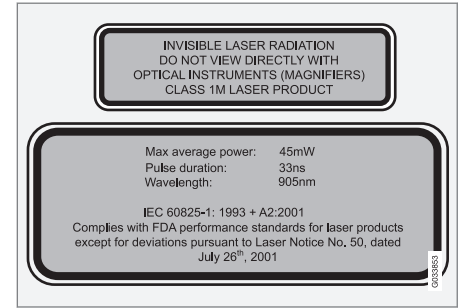 INVISIBLE LASER RADIATION
DO NOT VIEW DIRECTLY WITH
OPTICAL INSTRUMENTS (MAGNIFIERS)
CLASS 1M LASER PRODUCT
Max average power: 45mW
Pulse duration: 33ns
Wavelength: 905nm
IEC 60825-1: 1993 + A2:2001
Complies with FDA performance standards for laser products
except for deviations pursuant to Laser Notice No. 50, dated
July 26th, 2001
G033853